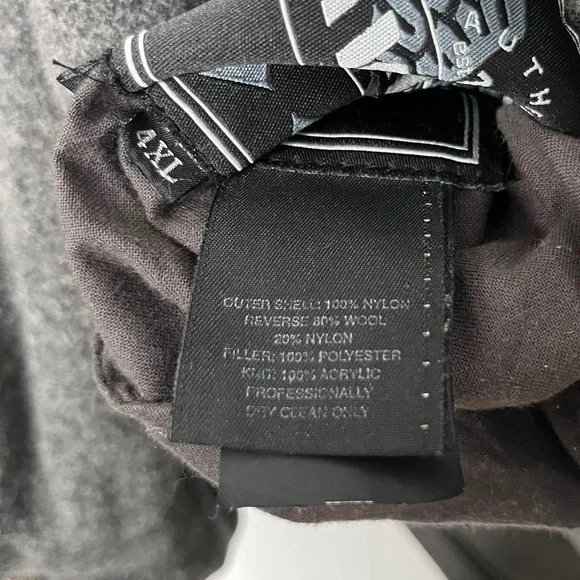 TH
4XL
OUTER SHELL: 100% NYLON
REVERSE 80% WOOL
20% NYLON
FILLER: 100% POLYESTER
KNIT: 100% ACRYLIC
PROFESSIONALLY
DRY CLEAN ONLY